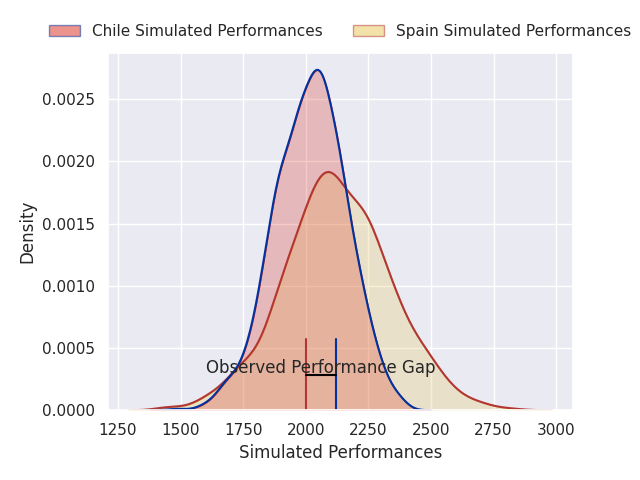 Chile Simulated Performances Spain Simulated Performances
0.0025
0.0020
0.0015
0.0010
0.0005
0.0000
Density
Observed Performance Gap
1250 1500 1750 2000 2250 2500 2750 3000
Simulated Performances